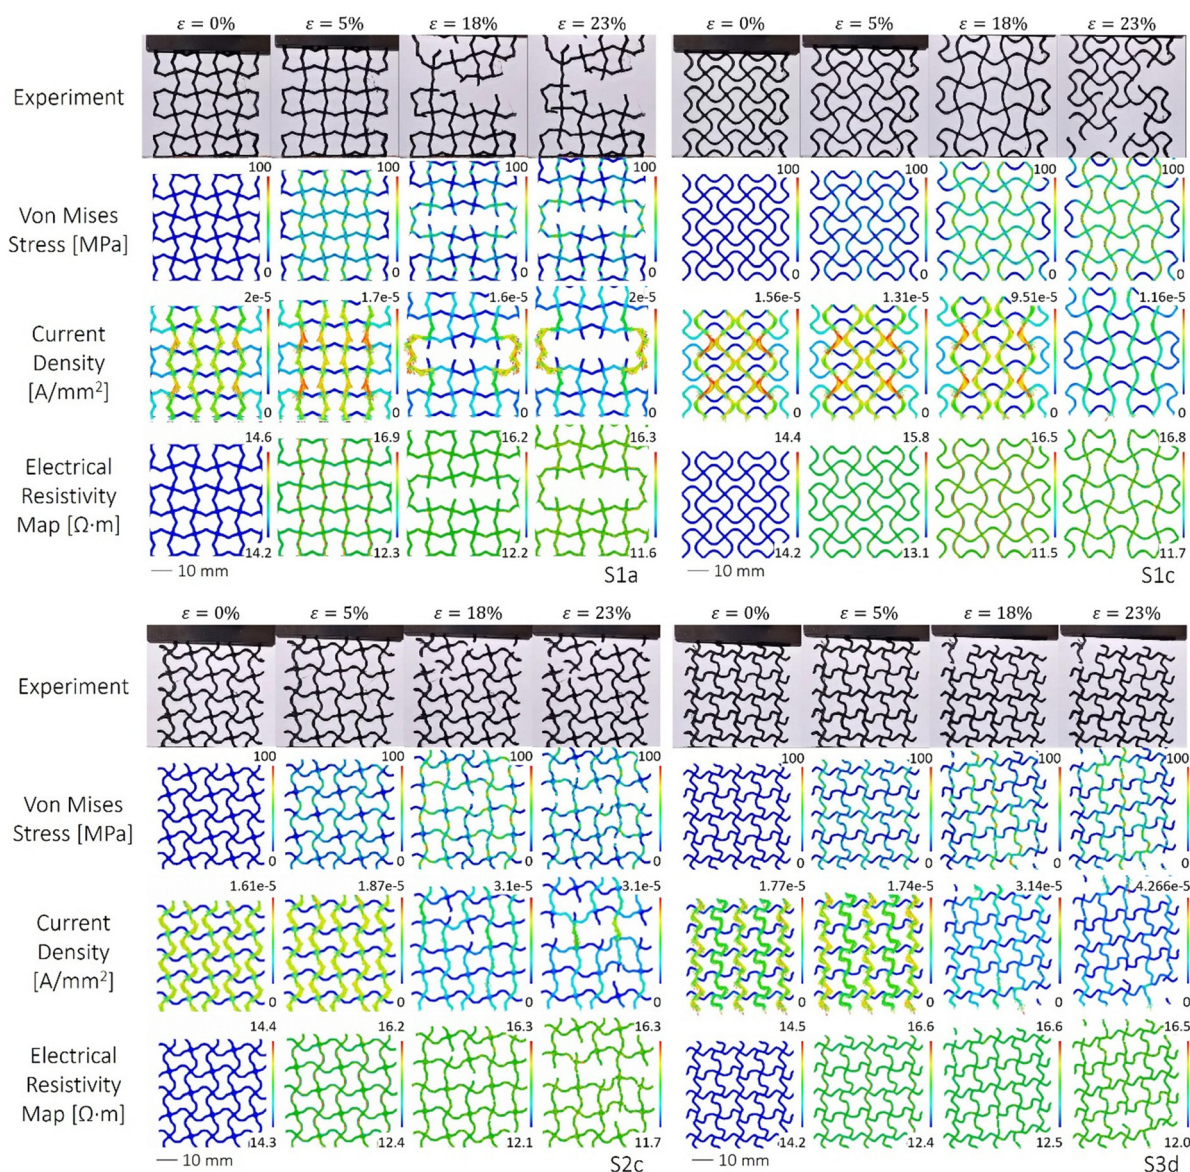 ε = 0% ε = 5% ε = 18% ε = 23% ε = 0% ε = 5% ε = 18% ε = 23%
Experiment
100 100 100 100 100 100 100 100
Von Mises
Stress [MPa]
0 0 0 0 0 0 0 0
2e-5 1.7e-5 1.6e-5 2e-5 1.56e-5 1.31e-5 9.51e-5 1.16e-5
Current
Density
[A/mm²]
0 0 0 0 0 0 0 0
14.6 16.9 16.2 16.3 14.4 15.8 16.5 16.8
Electrical
Resistivity
Map [Ω·m]
14.2 12.3 12.2 11.6 14.2 13.1 11.5 11.7
10 mm S1a 10 mm S1c
ε = 0% ε = 5% ε = 18% ε = 23% ε = 0% ε = 5% ε = 18% ε = 23%
Experiment
100 100 100 100 100 100 100 100
Von Mises
Stress [MPa]
0 0 0 0 0 0 0 0
1.61e-5 1.87e-5 3.1e-5 3.1e-5 1.77e-5 1.74e-5 3.14e-5 4.266e-5
Current
Density
[A/mm²]
0 0 0 0 0 0 0 0
14.4 16.2 16.3 16.3 14.5 16.6 16.6 16.5
Electrical
Resistivity
Map [Ω·m]
14.3 12.4 12.1 11.7 14.2 12.4 12.5 12.0
10 mm S2c 10 mm S3d